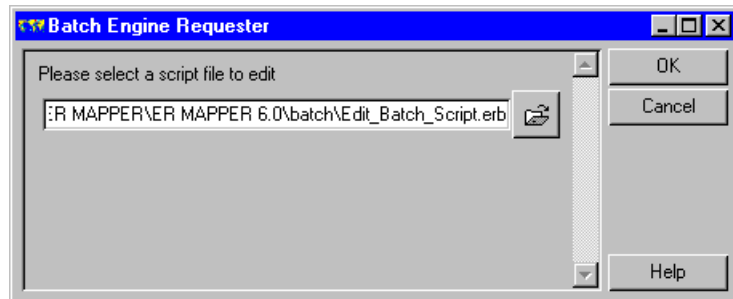 Batch Engine Requester
Please select a script file to edit
ER MAPPER\ER MAPPER 6.0\batch\Edit_Batch_Script.erb
OK
Cancel
Help